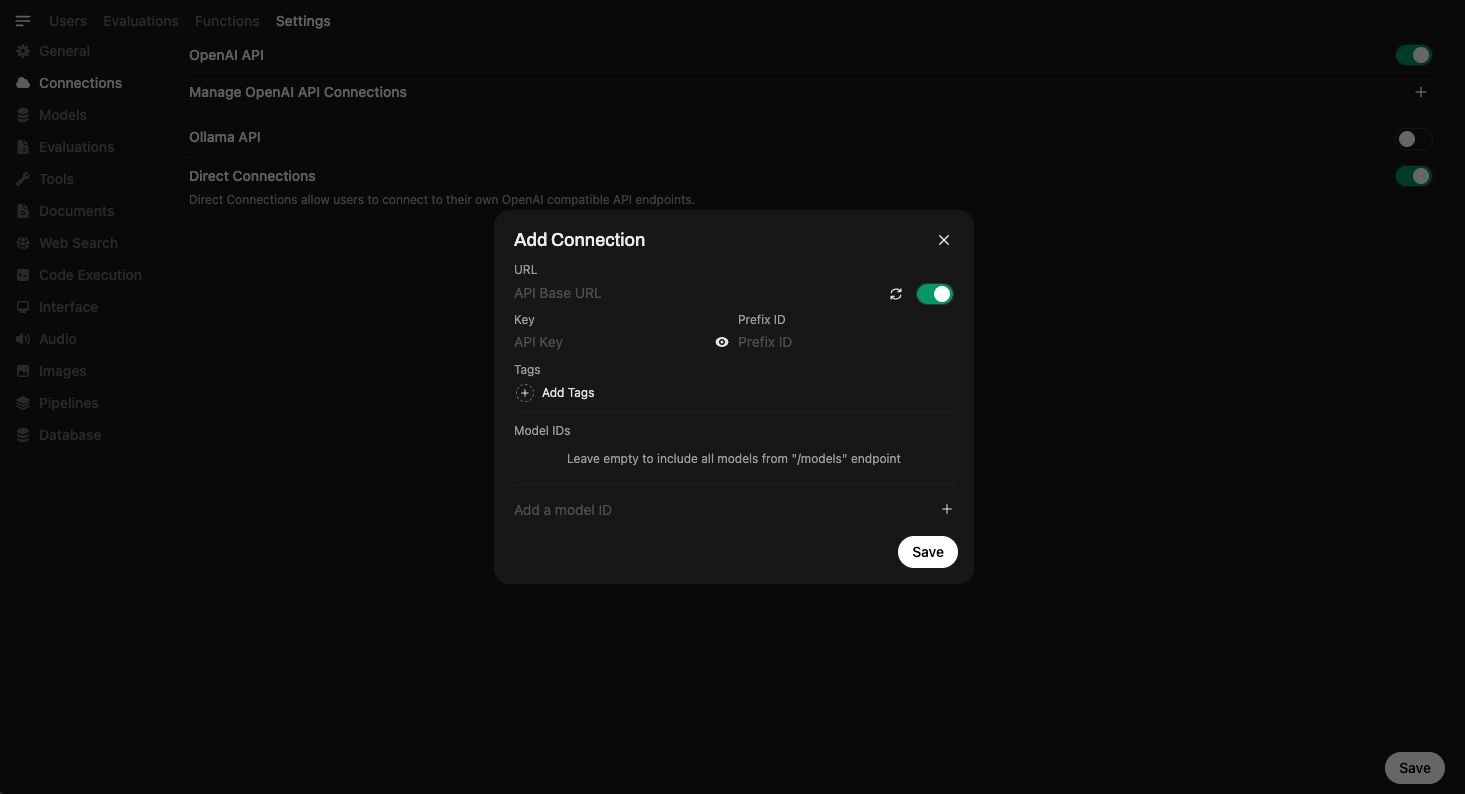 Users Evaluations Functions Settings
General
Connections
Models
Evaluations
Tools
Documents
Web Search
Code Execution
Interface
Audio
Images
Pipelines
Database
OpenAI API
Manage OpenAI API Connections
Ollama API
Direct Connections
Direct Connections allow users to connect to their own OpenAI compatible API endpoints.
Add Connection
URL
API Base URL
Key Prefix ID
API Key Prefix ID
Tags
Add Tags
Model IDs
Leave empty to include all models from "/models" endpoint
Add a model ID
Save
Save